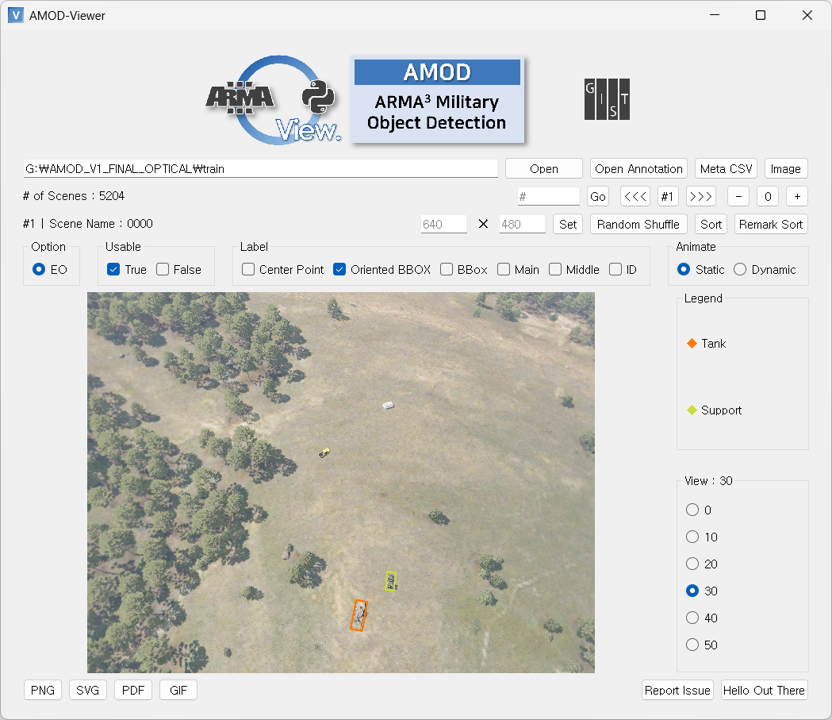 AMOD-Viewer
ARMA View.
AMOD
ARMA³ Military
Object Detection
GIST
G:₩AMOD_V1_FINAL_OPTICAL₩train
Open
Open Annotation
Meta CSV
Image
# of Scenes : 5204
#
Go
<<<
#1
>>>
-
0
+
#1 | Scene Name : 0000
640
×
480
Set
Random Shuffle
Sort
Remark Sort
Option
EO
Usable
True
False
Label
Center Point
Oriented BBOX
BBox
Main
Middle
ID
Animate
Static
Dynamic
Legend
Tank
Support
View : 30
0
10
20
30
40
50
PNG
SVG
PDF
GIF
Report Issue
Hello Out There